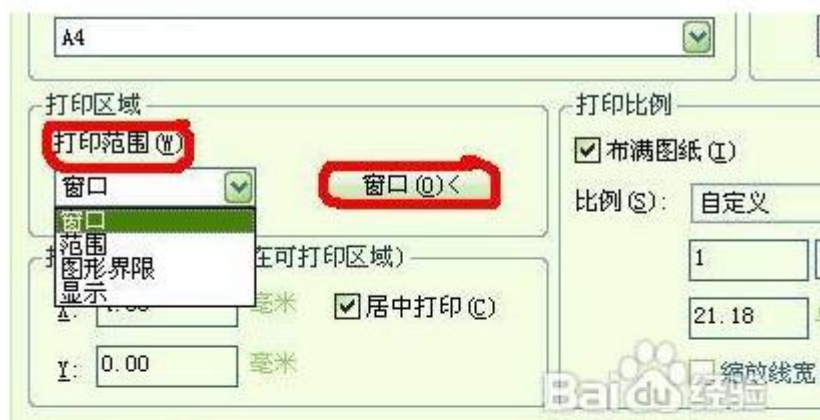 A4
打印区域
打印范围(W)
窗口
窗口(O)<
窗口
范围
图形界限
显示
在可打印区域)
X:
毫米
居中打印(C)
Y: 0.00
毫米
打印比例
布满图纸(I)
比例(S): 自定义
1
21.18
缩放线宽
Baidu经验